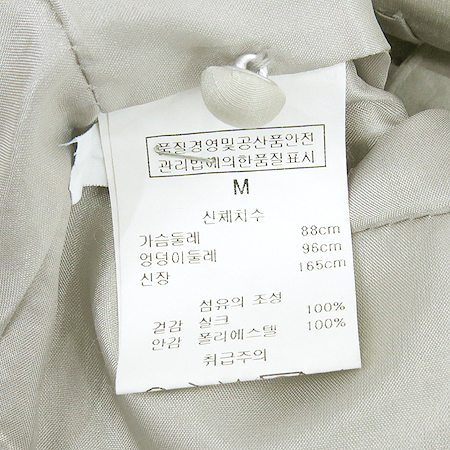 품질경영및공산품안전
관리법에의한품질표시
M
신체치수
가슴둘레 88cm
엉덩이둘레 96cm
신장 165cm
섬유의 조성
겉감 실크 100%
안감 폴리에스텔 100%
취급주의